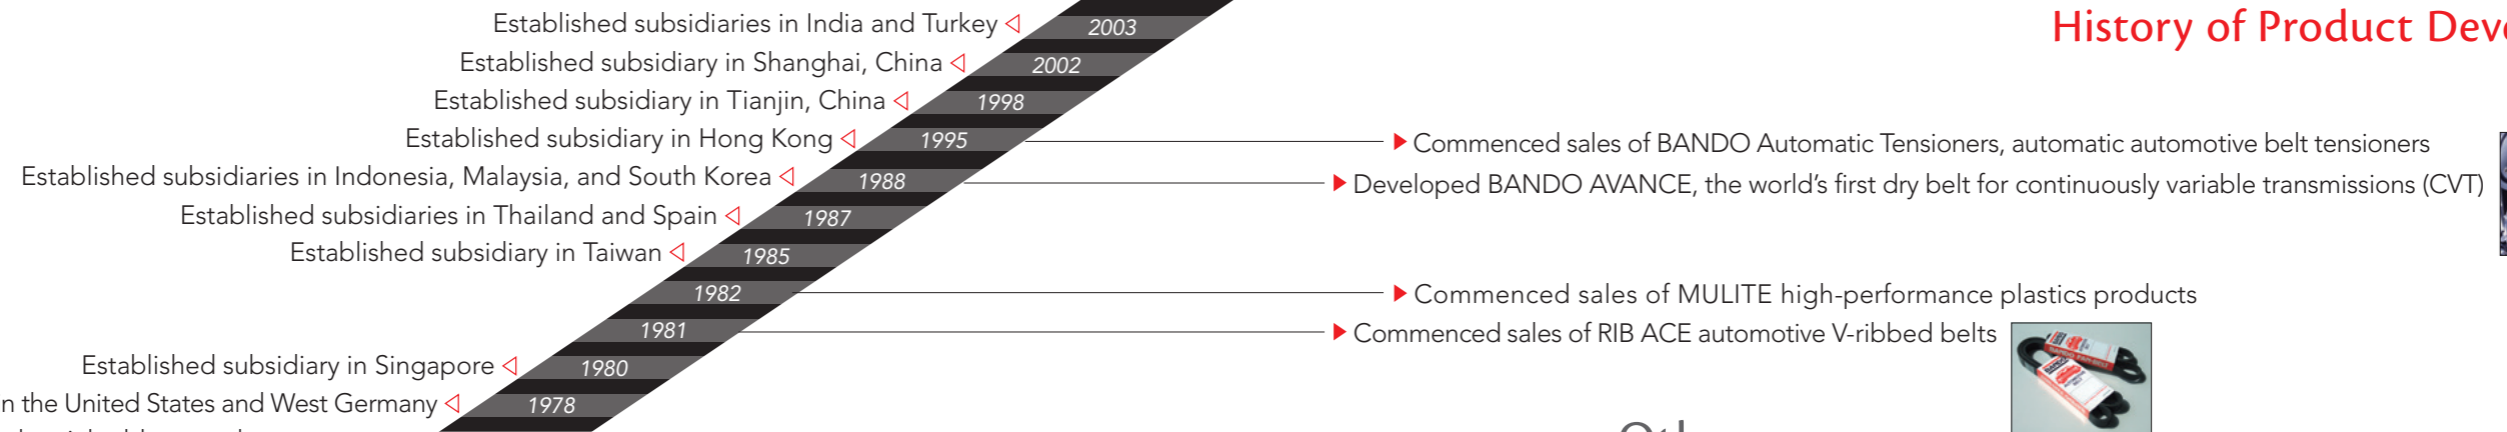 History of Product
Established subsidiaries in India and Turkey 2003
Established subsidiary in Shanghai, China 2002
Established subsidiary in Tianjin, China 1998
Established subsidiary in Hong Kong 1995 Commenced sales of BANDO Automatic Tensioners, automatic automotive belt tensioners
Established subsidiaries in Indonesia, Malaysia, and South Korea 1988 Developed BANDO AVANCE, the world's first dry belt for continuously variable transmissions (CVT)
Established subsidiaries in Thailand and Spain 1987
Established subsidiary in Taiwan 1985
1982 Commenced sales of MULITE high-performance plastics products
1981 Commenced sales of RIB ACE automotive V-ribbed belts
Established subsidiary in Singapore 1980
n the United States and West Germany 1978